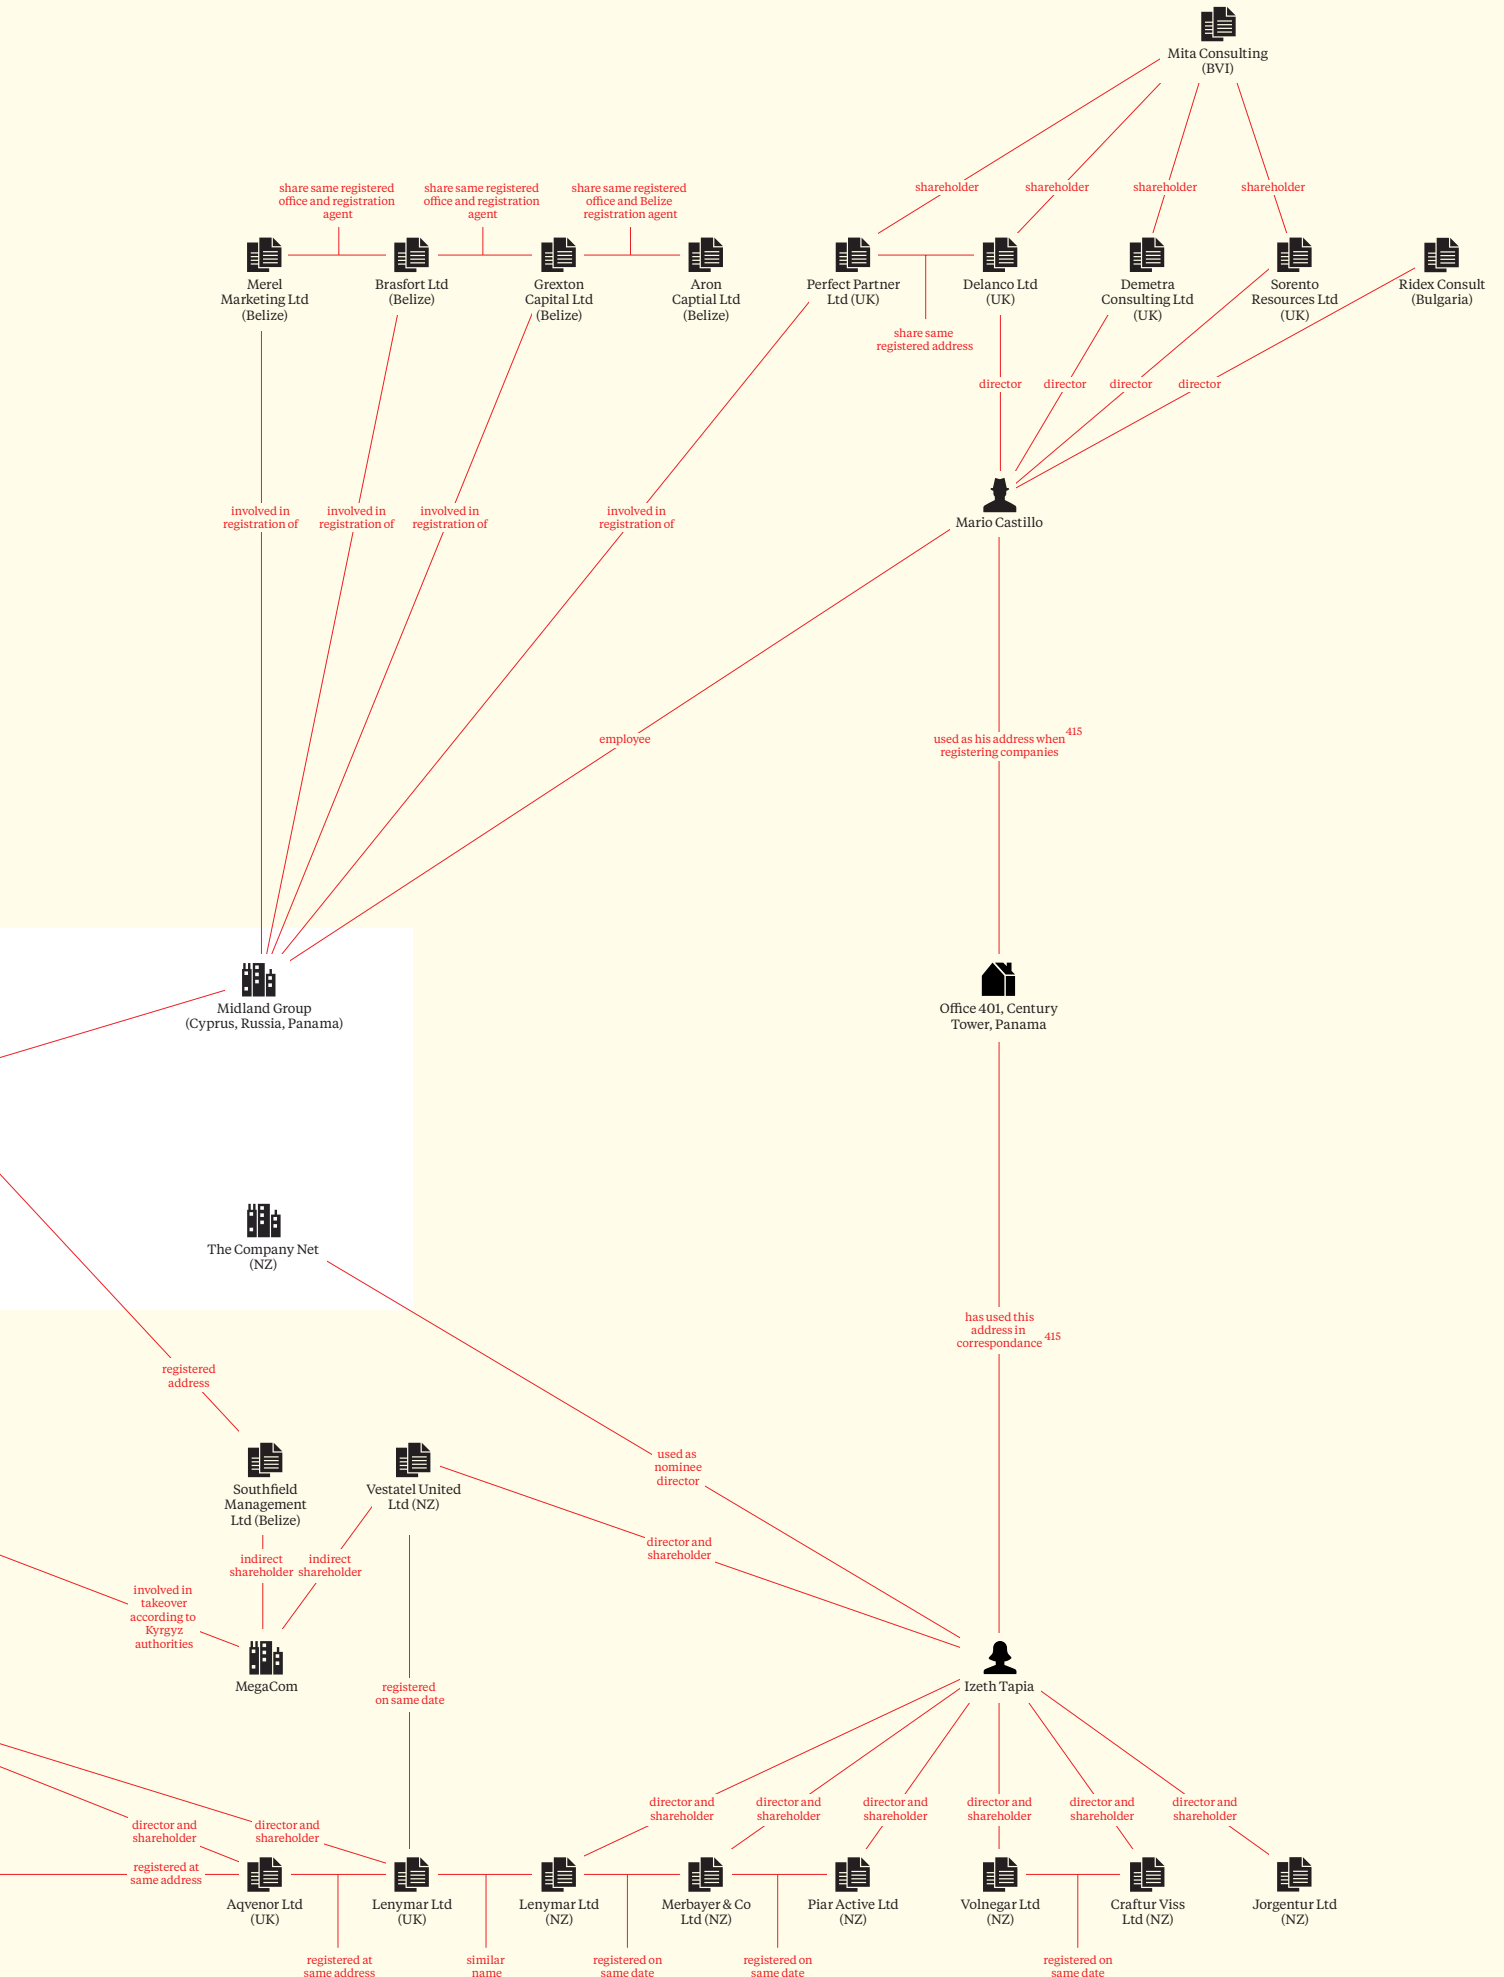 Mita Consulting
(BVI)
shareholder
shareholder
shareholder
shareholder
share same registered
office and registration
agent
share same registered
office and registration
agent
share same registered
office and Belize
registration agent
Merel
Marketing Ltd
(Belize)
Brasfort Ltd
(Belize)
Grexton
Capital Ltd
(Belize)
Aron
Captial Ltd
(Belize)
Perfect Partner
Ltd (UK)
Delanco Ltd
(UK)
Demetra
Consulting Ltd
(UK)
Sorento
Resources Ltd
(UK)
Ridex Consult
(Bulgaria)
share same
registered address
director
director
director
director
involved in
registration of
involved in
registration of
involved in
registration of
involved in
registration of
Mario Castillo
employee
used as his address when 415
registering companies
Midland Group
(Cyprus, Russia, Panama)
Office 401, Century
Tower, Panama
The Company Net
(NZ)
has used this
address in
correspondance 415
registered
address
used as
nominee
director
Southfield
Management
Ltd (Belize)
Vestatel United
Ltd (NZ)
director and
shareholder
indirect
shareholder
indirect
shareholder
involved in
takeover
according to
Kyrgyz
authorities
MegaCom
registered
on same date
Izeth Tapia
director and
shareholder
director and
shareholder
director and
shareholder
director and
shareholder
director and
shareholder
director and
shareholder
director and
shareholder
director and
shareholder
registered at
same address
Aqvenor Ltd
(UK)
Lenymar Ltd
(UK)
Lenymar Ltd
(NZ)
Merbayer & Co
Ltd (NZ)
Piar Active Ltd
(NZ)
Volnegar Ltd
(NZ)
Craftur Viss
Ltd (NZ)
Jorgentur Ltd
(NZ)
registered at
same address
similar
name
registered on
same date
registered on
same date
registered on
same date